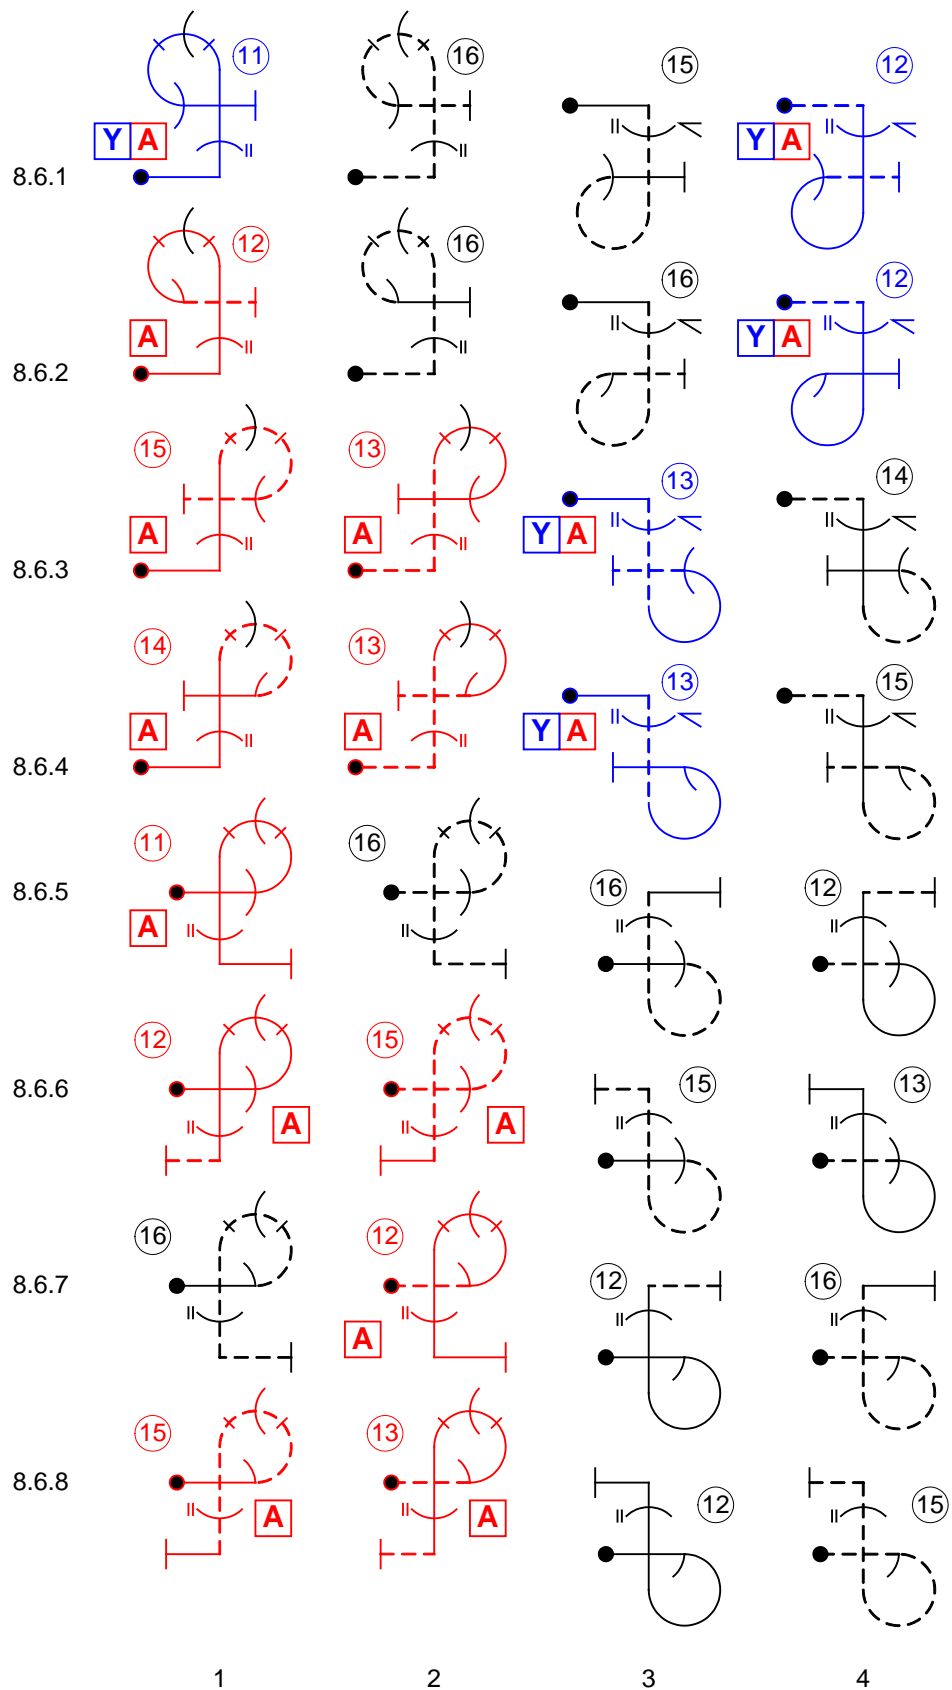 11 16 15 12
Y A Y A
8.6.1
12 16 16 12
A Y A
8.6.2
15 13 13 14
A A Y A
8.6.3
14 13 13 15
A A Y A
8.6.4
11 16 16 12
8.6.5
A
12 15 15 13
8.6.6
A A
16 12 12 16
8.6.7
A
15 13 12 15
8.6.8
A A
1 2 3 4